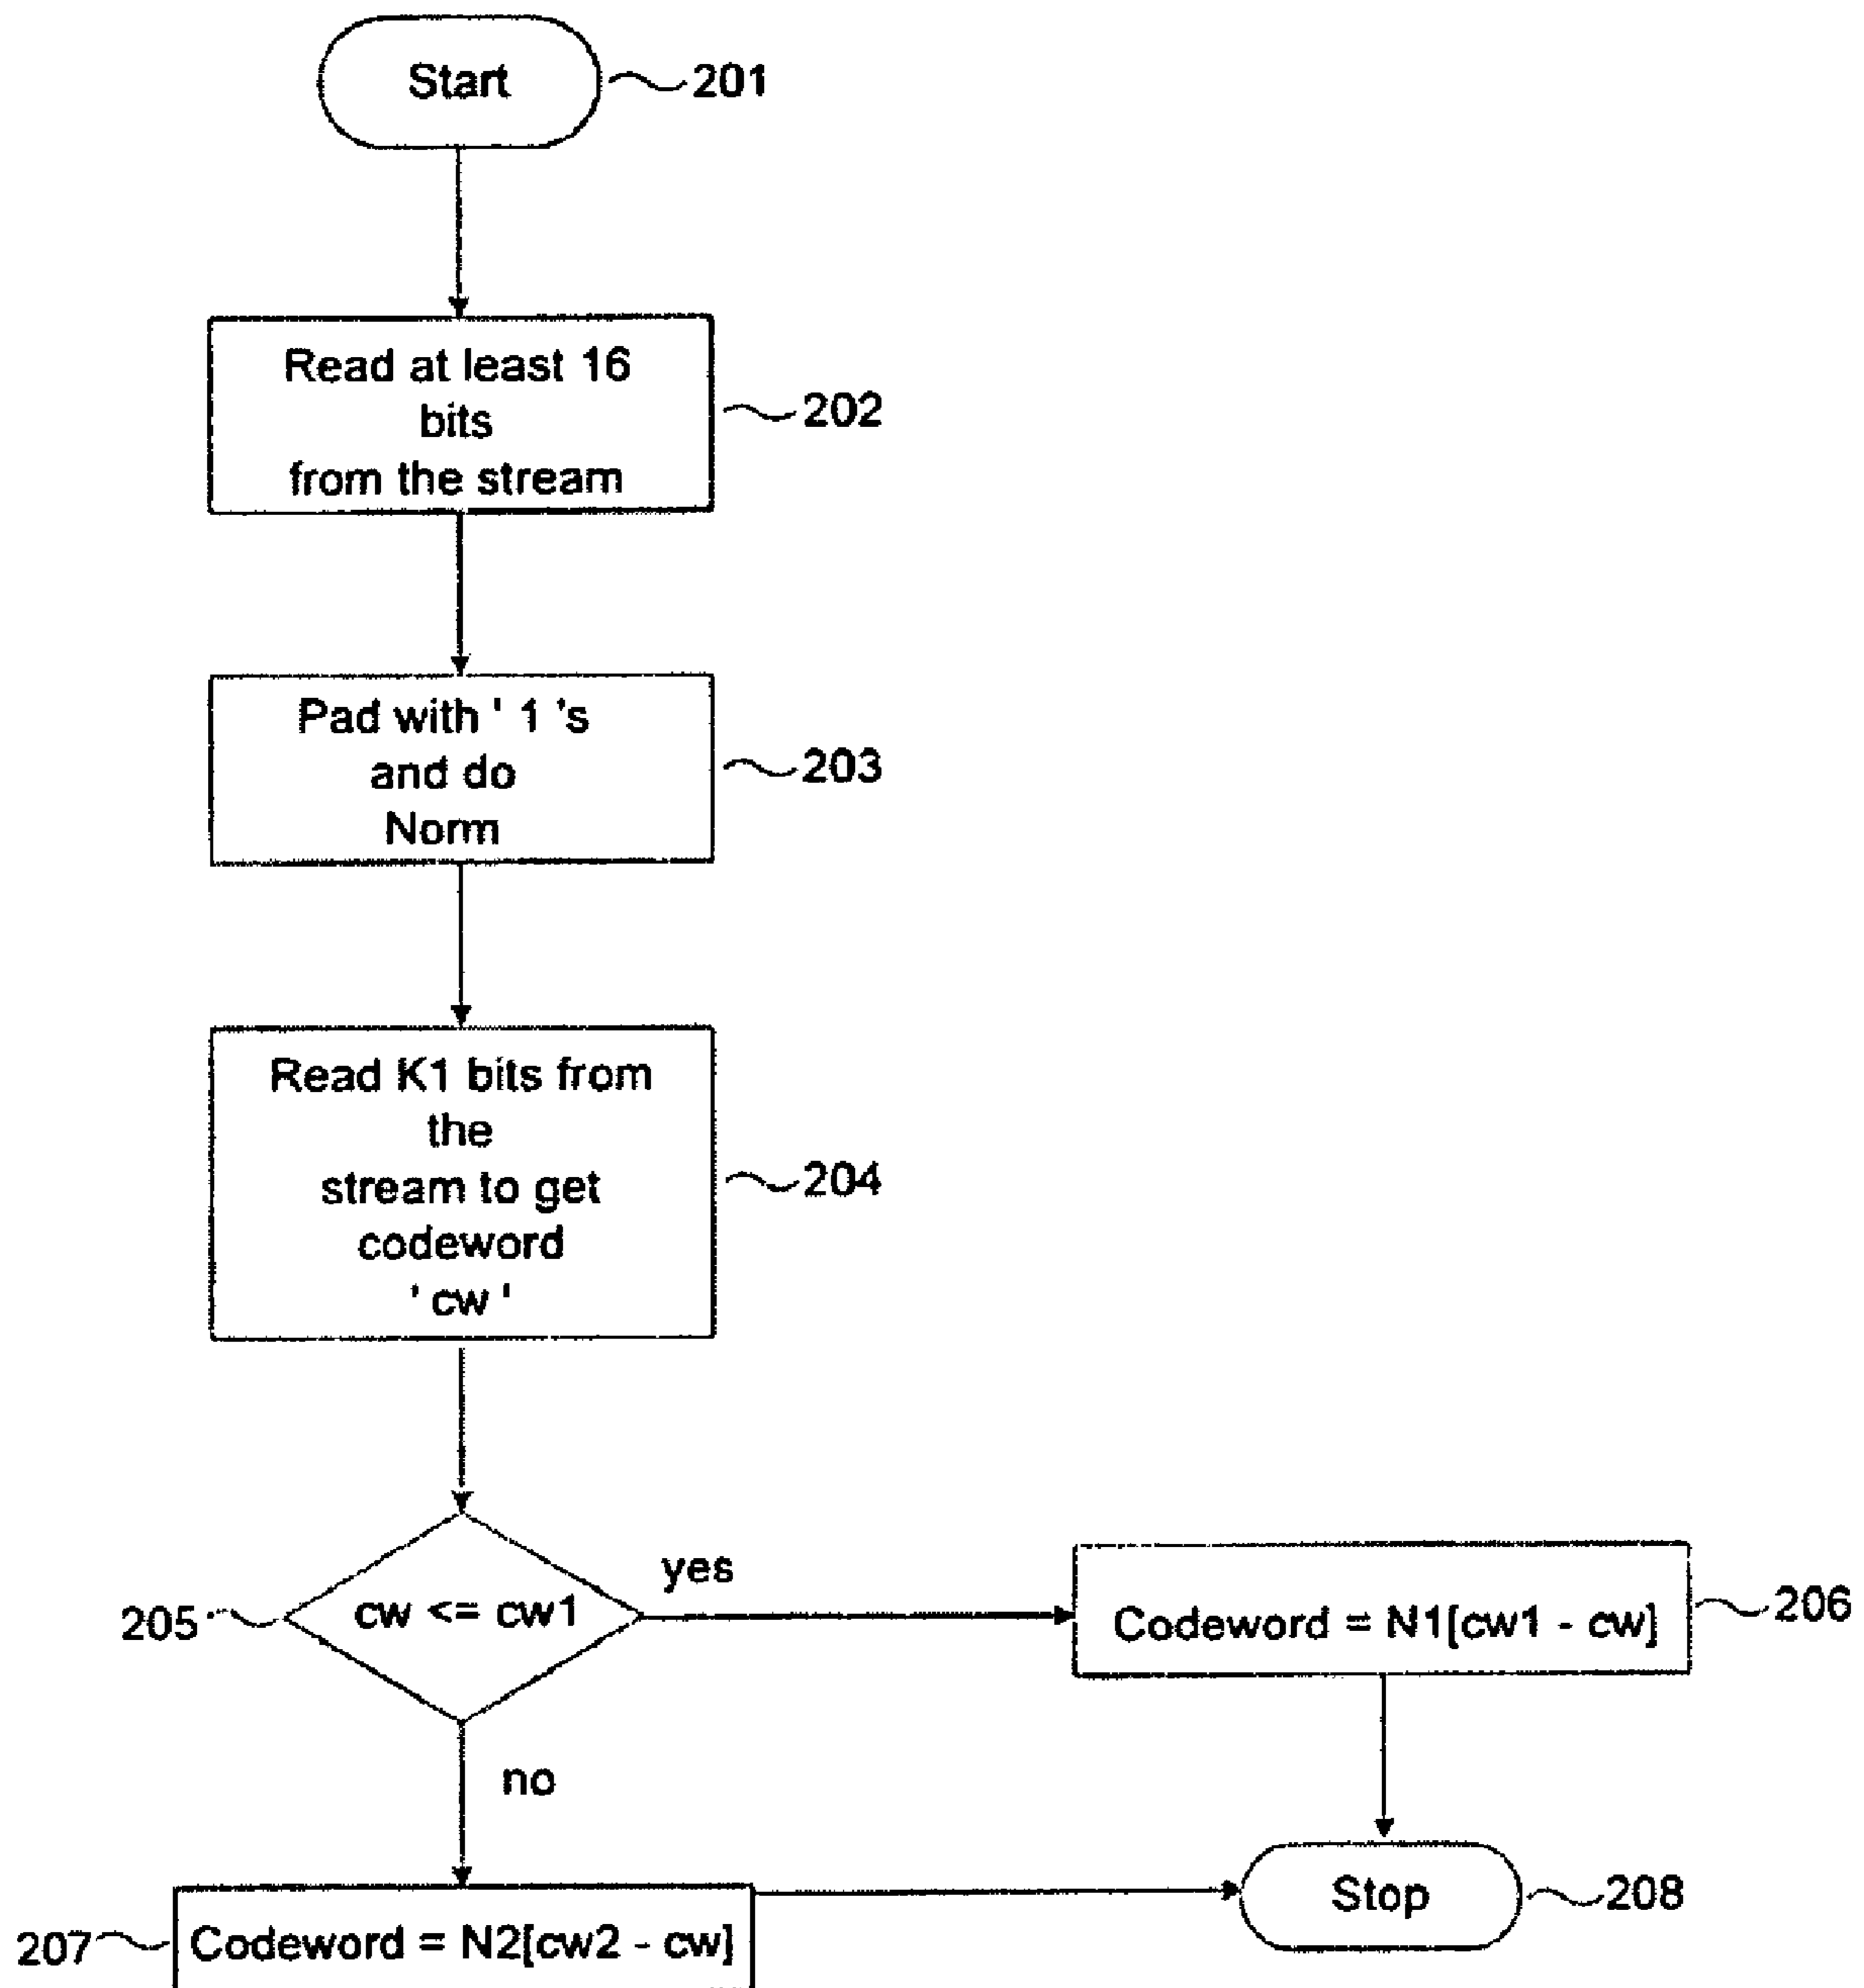 Start
201
Read at least 16
bits
from the stream
202
Pad with ' 1 's
and do
Norm
203
Read K1 bits from
the
stream to get
codeword
' cw '
204
205
cw <= cw1
yes
Codeword = N1[cw1 - cw]
206
no
207
Codeword = N2[cw2 - cw]
Stop
208